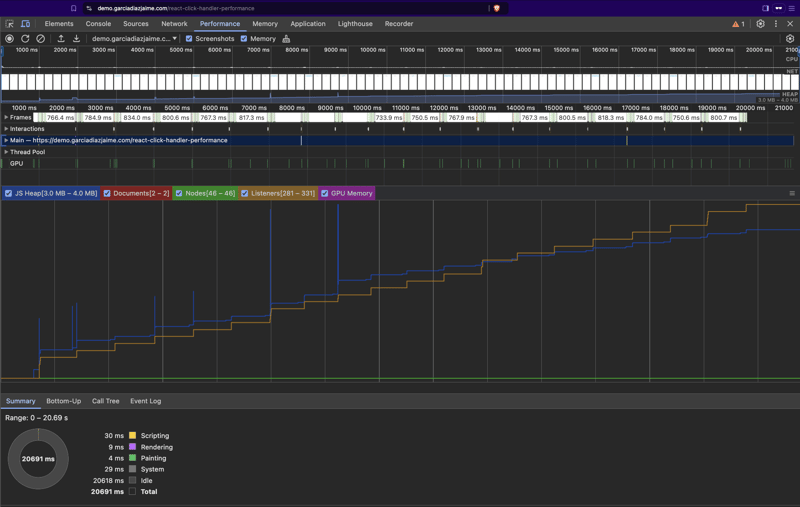 demo.garciadiazjaime.com/react-click-handler-performance
Elements Console Sources Network Performance Memory Application Lighthouse Recorder 1
demo.garciadiazjaime.c... Screenshots Memory
1000 ms 2000 ms 3000 ms 4000 ms 5000 ms 6000 ms 7000 ms 8000 ms 9000 ms 10000 ms 11000 ms 12000 ms 13000 ms 14000 ms 15000 ms 16000 ms 17000 ms 18000 ms 19000 ms 20000 ms 2100
CPU
NET
HEAP
3.0 MB – 4.0 MB
1000 ms 2000 ms 3000 ms 4000 ms 5000 ms 6000 ms 7000 ms 8000 ms 9000 ms 10000 ms 11000 ms 12000 ms 13000 ms 14000 ms 15000 ms 16000 ms 17000 ms 18000 ms 19000 ms 20000 ms 21000
Frames 766.4 ms 784.9 ms 834.0 ms 800.6 ms 767.3 ms 817.3 ms 733.9 ms 750.5 ms 767.9 ms 767.3 ms 800.5 ms 818.3 ms 784.0 ms 750.6 ms 800.7 ms
Interactions
Main — https://demo.garciadiazjaime.com/react-click-handler-performance
Thread Pool
GPU
JS Heap[3.0 MB – 4.0 MB] Documents[2 – 2] Nodes[46 – 46] Listeners[281 – 331] GPU Memory
Summary Bottom-Up Call Tree Event Log
Range: 0 – 20.69 s
20691 ms
30 ms Scripting
9 ms Rendering
4 ms Painting
29 ms System
20618 ms Idle
20691 ms Total